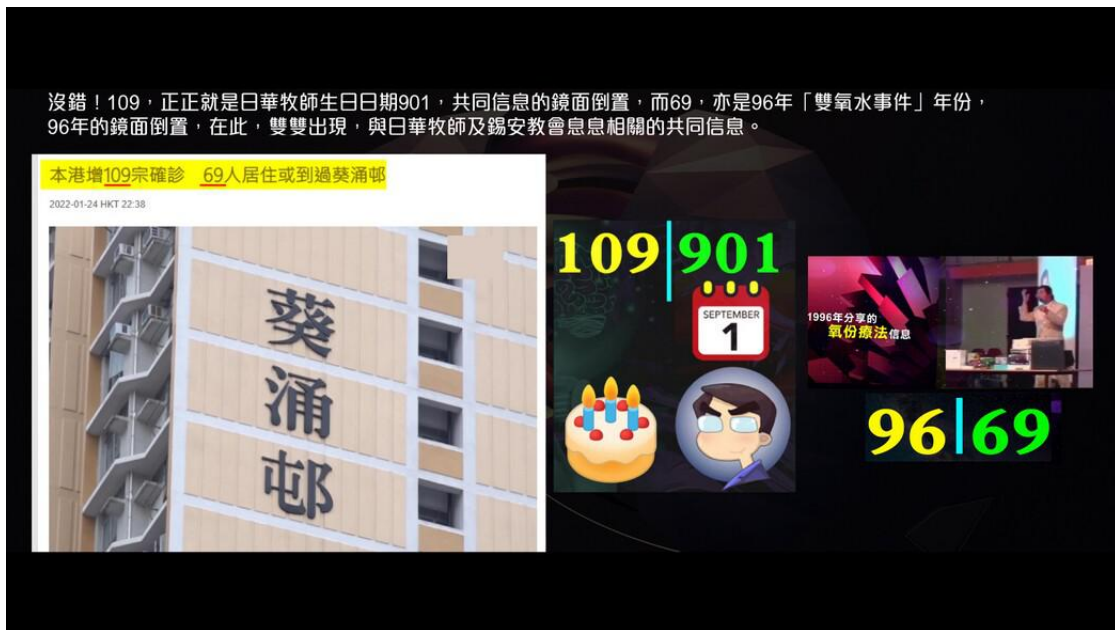 沒錯！109，正正就是日華牧師生日日期901，共同信息的鏡面倒置，而69，亦是96年「雙氧水事件」年份，
96年的鏡面倒置，在此，雙雙出現，與日華牧師及錫安教會息息相關的共同信息。
本港增109宗確診 69人居住或到過葵涌邨
2022-01-24 HKT 22:38
葵涌邨
109|901
SEPTEMBER
1
1996年分享的
氧份療法信息
96|69